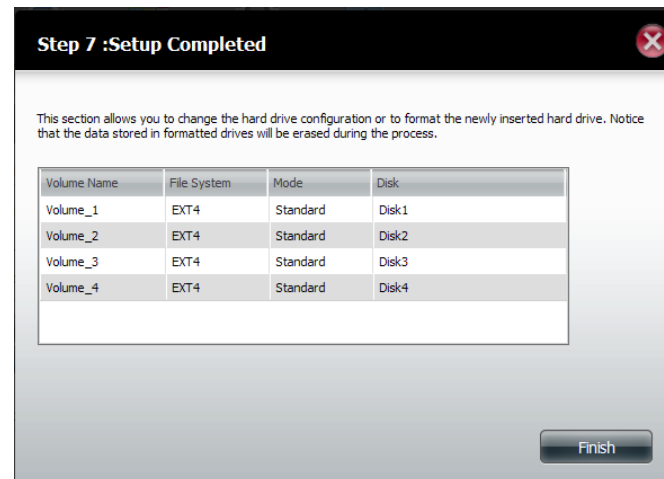 Step 7 :Setup Completed
This section allows you to change the hard drive configuration or to format the newly inserted hard drive. Notice
that the data stored in formatted drives will be erased during the process.
Volume Name File System Mode Disk
Volume_1 EXT4 Standard Disk1
Volume_2 EXT4 Standard Disk2
Volume_3 EXT4 Standard Disk3
Volume_4 EXT4 Standard Disk4
Finish